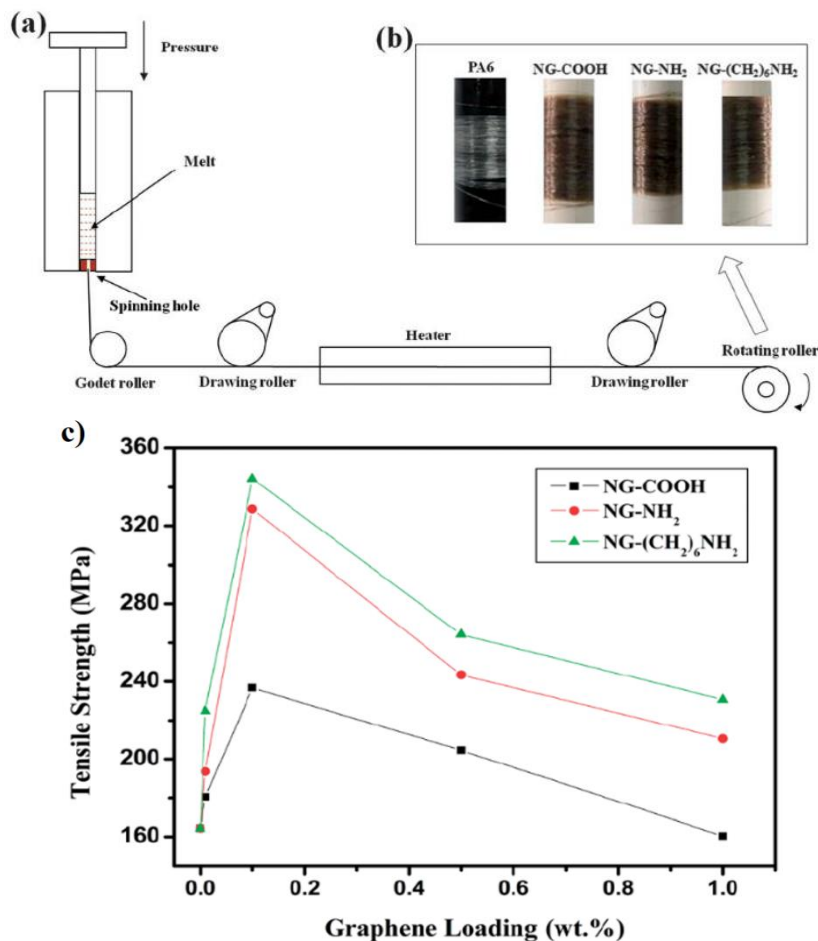 (a)
Pressure
Melt
Spinning hole
Godet roller
Drawing roller
Heater
Drawing roller
Rotating roller
(b)
PA6
NG-COOH
NG-NH₂
NG-(CH₂)₆NH₂
c)
Tensile Strength (MPa)
360
320
280
240
200
160
NG-COOH
NG-NH₂
NG-(CH₂)₆NH₂
0.0
0.2
0.4
0.6
0.8
1.0
Graphene Loading (wt.%)